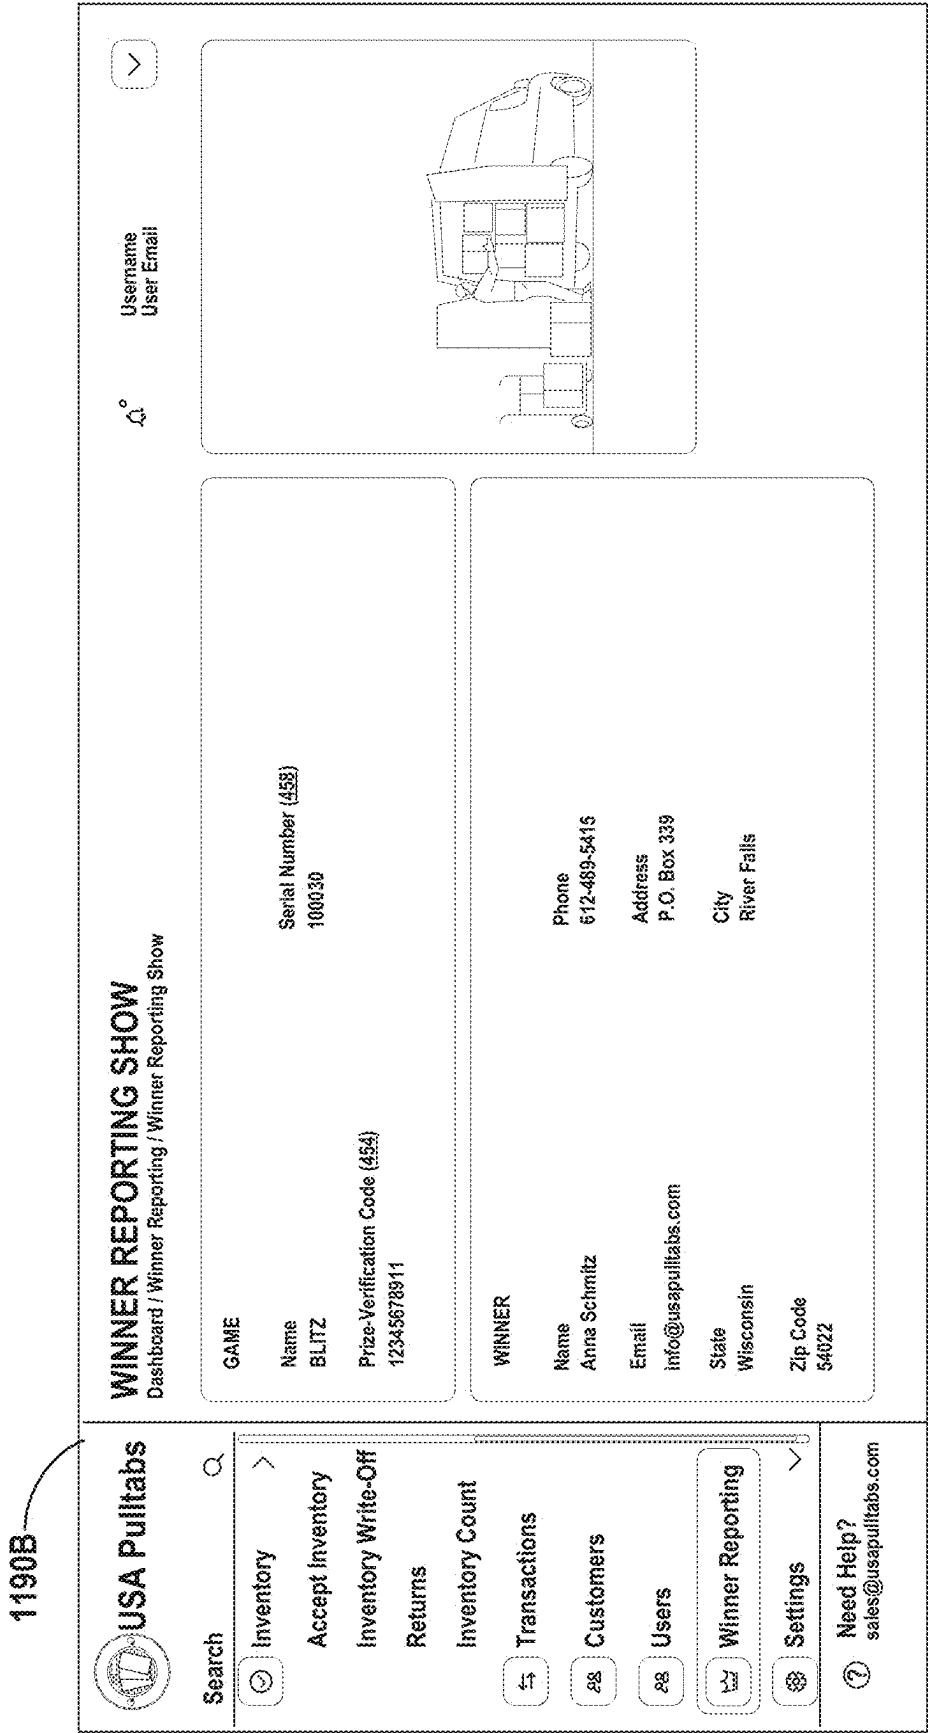 1190B
USA Pulltabs
Search
Inventory
Accept Inventory
Inventory Write-Off
Returns
Inventory Count
Transactions
Customers
Users
Winner Reporting
Settings
Need Help?
sales@usapulltabs.com
WINNER REPORTING SHOW
Dashboard / Winner Reporting / Winner Reporting Show
Username
User Email
GAME
Name
BLITZ
Serial Number (458)
100030
Prize-Verification Code (454)
12345678911
WINNER
Name
Anna Schmitz
Phone
612-489-5415
Email
info@usapulltabs.com
Address
P.O. Box 339
State
Wisconsin
City
River Falls
Zip Code
54022